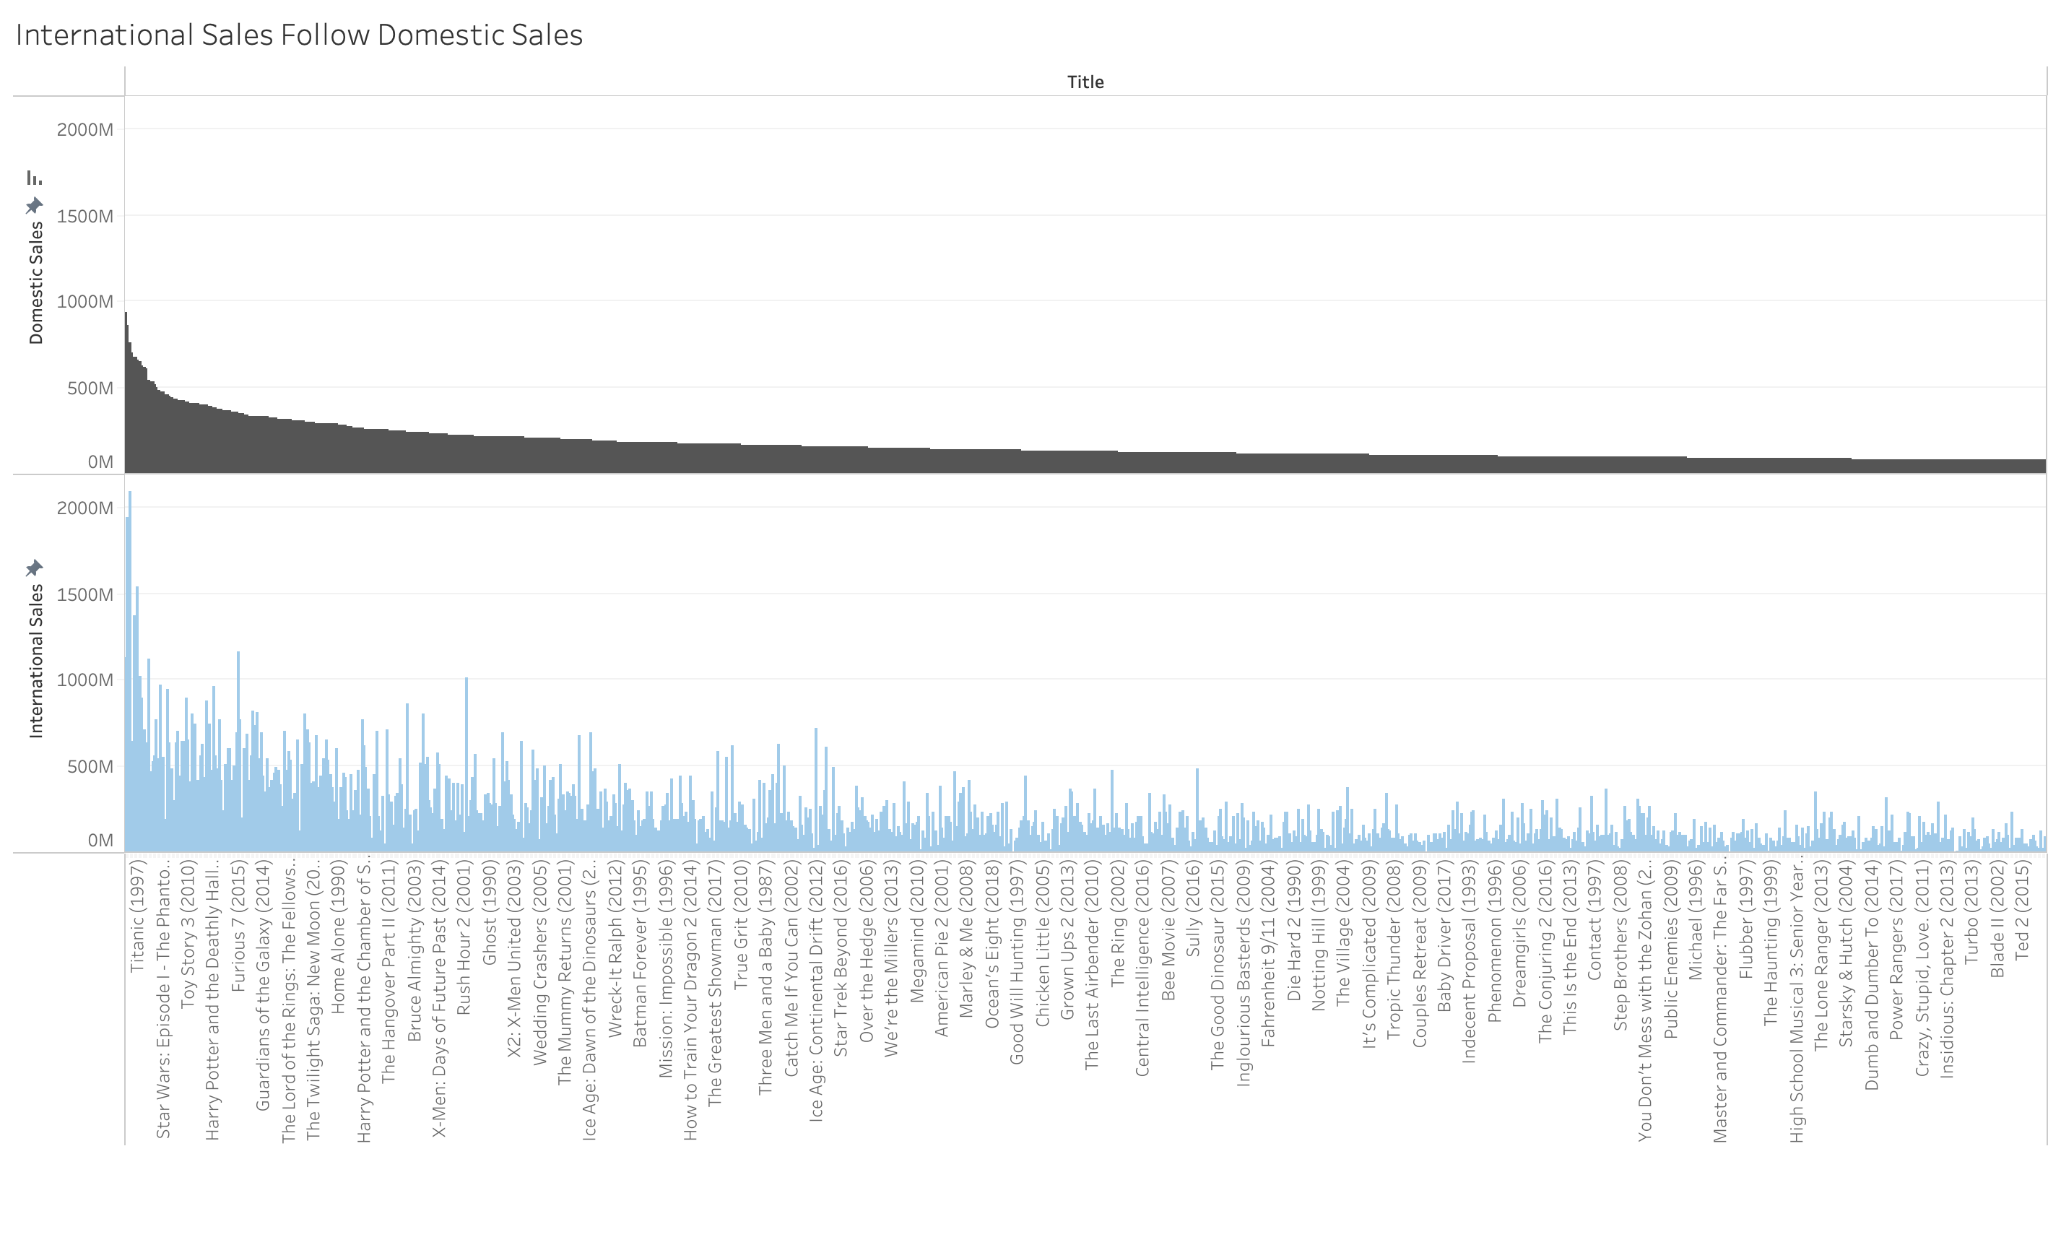 International Sales Follow Domestic Sales
Title
2000M
1500M
1000M
500M
0M
Domestic Sales
2000M
1500M
1000M
500M
0M
International Sales
Titanic (1997)
Star Wars: Episode I - The Phanto..
Toy Story 3 (2010)
Harry Potter and the Deathly Hall..
Furious 7 (2015)
Guardians of the Galaxy (2014)
The Lord of the Rings: The Fellows..
The Twilight Saga: New Moon (20..
Home Alone (1990)
Harry Potter and the Chamber of S..
The Hangover Part II (2011)
Bruce Almighty (2003)
X-Men: Days of Future Past (2014)
Rush Hour 2 (2001)
Ghost (1990)
X2: X-Men United (2003)
Wedding Crashers (2005)
The Mummy Returns (2001)
Ice Age: Dawn of the Dinosaurs (2..
Wreck-It Ralph (2012)
Batman Forever (1995)
Mission: Impossible (1996)
How to Train Your Dragon 2 (2014)
The Greatest Showman (2017)
True Grit (2010)
Three Men and a Baby (1987)
Catch Me If You Can (2002)
Ice Age: Continental Drift (2012)
Star Trek Beyond (2016)
Over the Hedge (2006)
We're the Millers (2013)
Megamind (2010)
American Pie 2 (2001)
Marley & Me (2008)
Ocean's Eight (2018)
Good Will Hunting (1997)
Chicken Little (2005)
Grown Ups 2 (2013)
The Last Airbender (2010)
The Ring (2002)
Central Intelligence (2016)
Bee Movie (2007)
Sully (2016)
The Good Dinosaur (2015)
Inglourious Basterds (2009)
Fahrenheit 9/11 (2004)
Die Hard 2 (1990)
Notting Hill (1999)
The Village (2004)
It's Complicated (2009)
Tropic Thunder (2008)
Couples Retreat (2009)
Baby Driver (2017)
Indecent Proposal (1993)
Phenomenon (1996)
Dreamgirls (2006)
The Conjuring 2 (2016)
This Is the End (2013)
Contact (1997)
Step Brothers (2008)
You Don't Mess with the Zohan (2..
Public Enemies (2009)
Michael (1996)
Master and Commander: The Far S..
Flubber (1997)
The Haunting (1999)
High School Musical 3: Senior Year..
The Lone Ranger (2013)
Starsky & Hutch (2004)
Dumb and Dumber To (2014)
Power Rangers (2017)
Crazy, Stupid, Love. (2011)
Insidious: Chapter 2 (2013)
Turbo (2013)
Blade II (2002)
Ted 2 (2015)